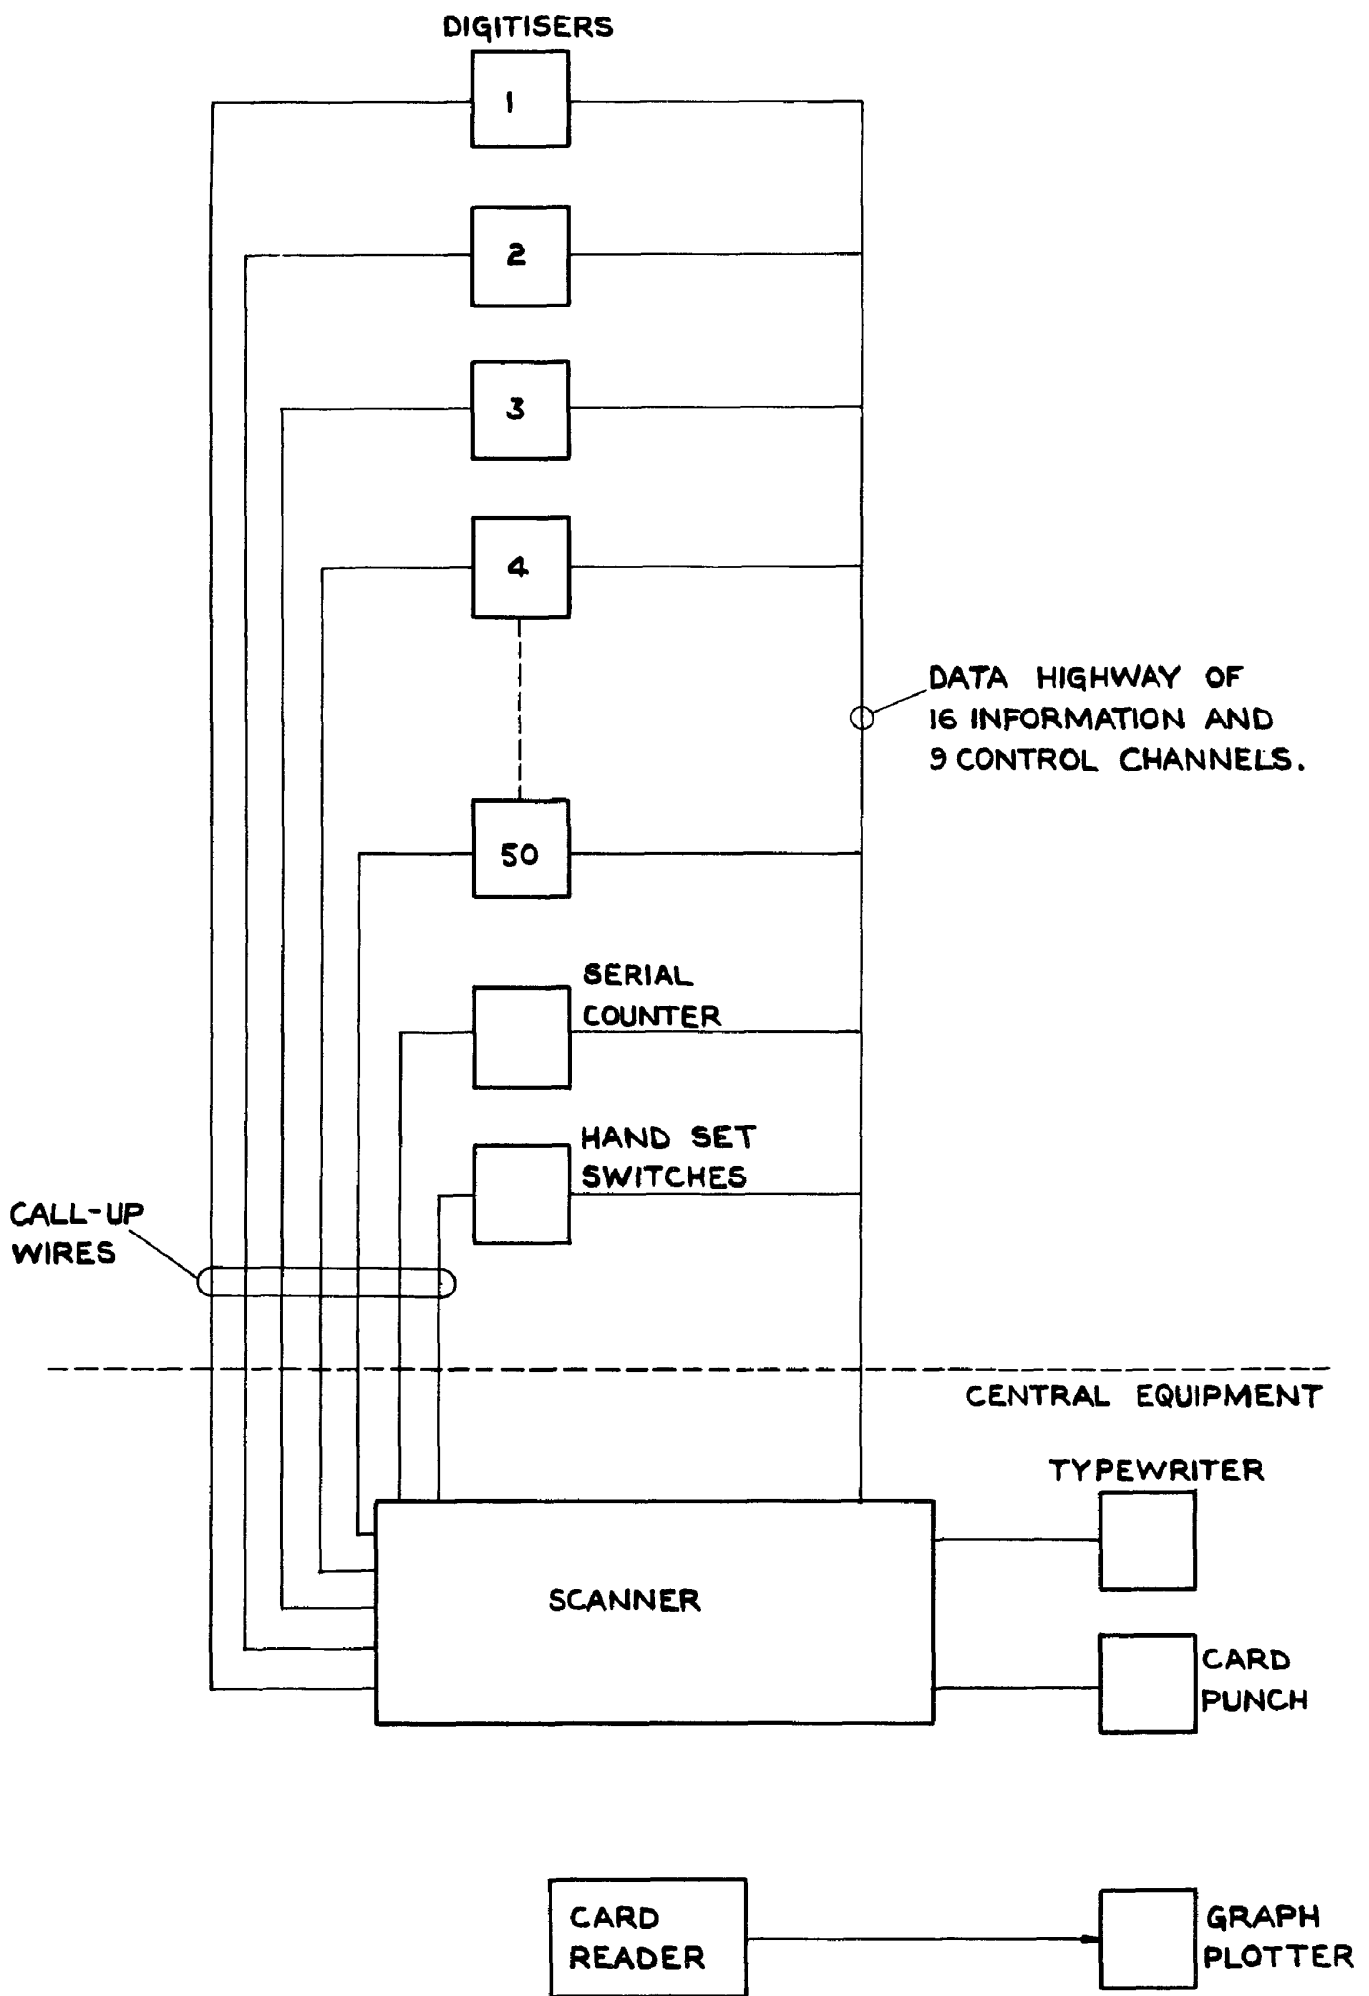 DIGITISERS
1
2
3
4
DATA HIGHWAY OF
16 INFORMATION AND
9 CONTROL CHANNELS.
50
SERIAL
COUNTER
HAND SET
SWITCHES
CALL-UP
WIRES
CENTRAL EQUIPMENT
TYPEWRITER
SCANNER
CARD
PUNCH
CARD
READER
GRAPH
PLOTTER